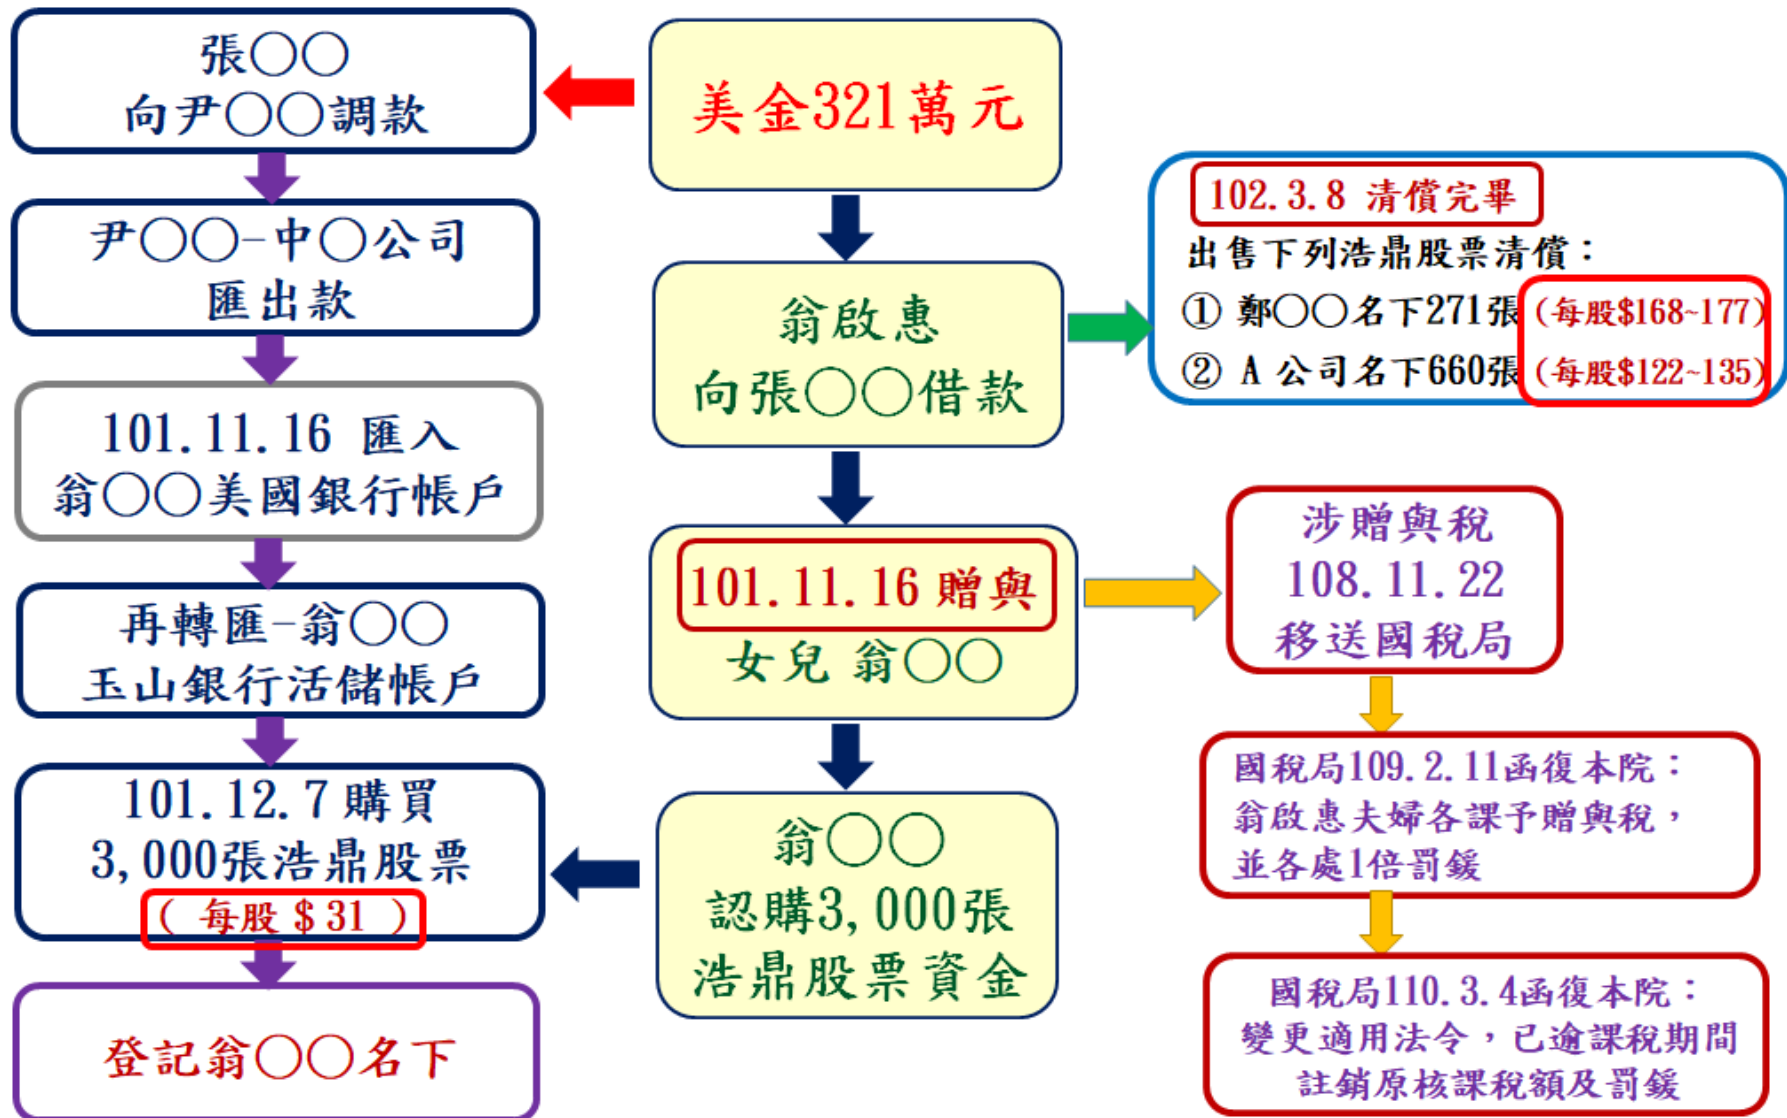 張〇〇
向尹〇〇調款
尹〇〇-中〇公司
匯出款
101.11.16 匯入
翁〇〇美國銀行帳戶
再轉匯-翁〇〇
玉山銀行活儲帳戶
101.12.7 購買
3,000張浩鼎股票
( 每股 $ 31 )
登記翁〇〇名下
美金321萬元
翁啟惠
向張〇〇借款
101.11.16 贈與
女兒 翁〇〇
翁〇〇
認購3,000張
浩鼎股票資金
102.3.8 清償完畢
出售下列浩鼎股票清償：
① 鄭〇〇名下271張 (每股$168~177)
② A 公司名下660張 (每股$122~135)
涉贈與稅
108.11.22
移送國稅局
國稅局109.2.11函復本院：
翁啟惠夫婦各課予贈與稅，
並各處1倍罰鍰
國稅局110.3.4函復本院：
變更適用法令，已逾課稅期間
註銷原核課稅額及罰鍰